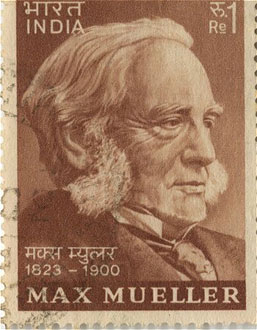 भारत रु.1
INDIA Re
मक्स म्युलर
1823 – 1900
MAX MUELLER